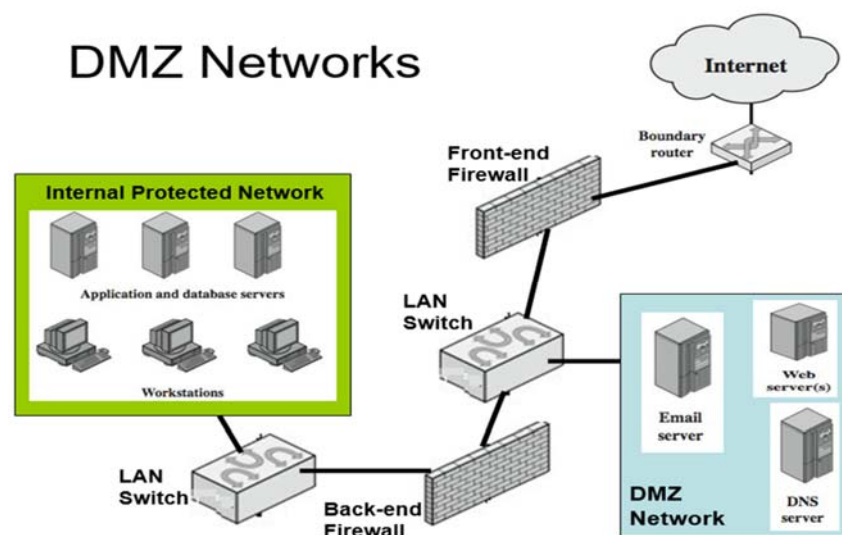 DMZ Networks
Internet
Boundary
router
Front-end
Firewall
Internal Protected Network
Application and database servers
Workstations
LAN
Switch
Email
server
Web
server(s)
DNS
server
DMZ
Network
LAN
Switch
Back-end
Firewall